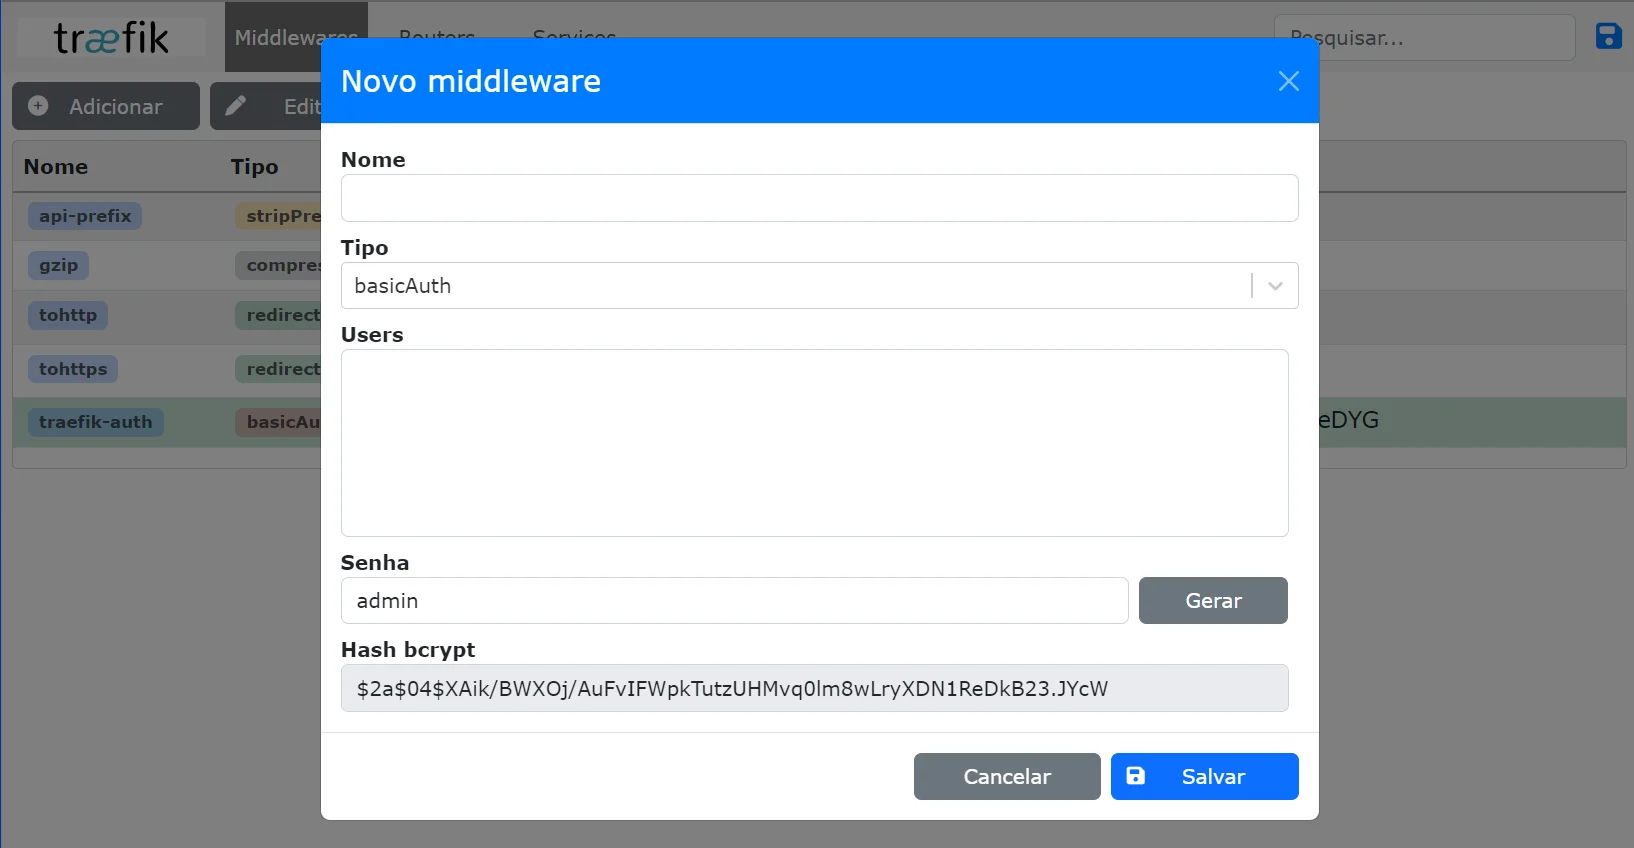 træfik Middlewares Routers Services Pesquisar...
Novo middleware
Adicionar Edit
Nome Tipo
api-prefix stripPre
gzip compres
tohttp redirect
tohttps redirect
traefik-auth basicAu eDYG
Nome
Tipo
basicAuth
Users
Senha
admin Gerar
Hash bcrypt
$2a$04$XAik/BWXOj/AuFvIFWpkTutzUHMvq0lm8wLryXDN1ReDkB23.JYcW
Cancelar Salvar